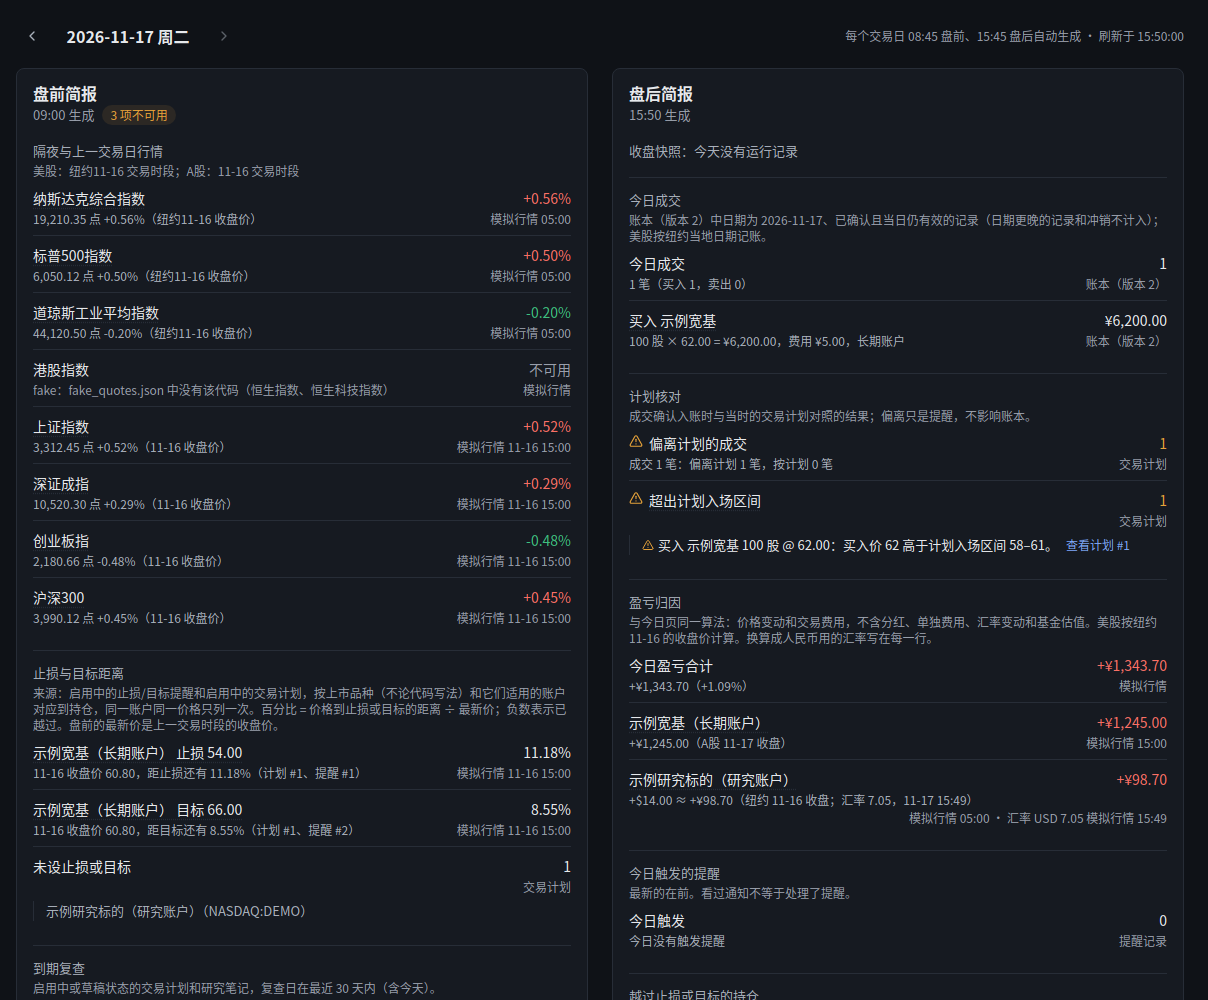 2026-11-17 周二
每个交易日 08:45 盘前、15:45 盘后自动生成 · 刷新于 15:50:00
盘前简报
09:00 生成 3 项不可用
隔夜与上一交易日行情
美股：纽约11-16 交易时段；A股：11-16 交易时段
纳斯达克综合指数 +0.56%
19,210.35 点 +0.56%（纽约11-16 收盘价） 模拟行情 05:00
标普500指数 +0.50%
6,050.12 点 +0.50%（纽约11-16 收盘价） 模拟行情 05:00
道琼斯工业平均指数 -0.20%
44,120.50 点 -0.20%（纽约11-16 收盘价） 模拟行情 05:00
港股指数 不可用
fake：fake_quotes.json 中没有该代码（恒生指数、恒生科技指数） 模拟行情
上证指数 +0.52%
3,312.45 点 +0.52%（11-16 收盘价） 模拟行情 11-16 15:00
深证成指 +0.29%
10,520.30 点 +0.29%（11-16 收盘价） 模拟行情 11-16 15:00
创业板指 -0.48%
2,180.66 点 -0.48%（11-16 收盘价） 模拟行情 11-16 15:00
沪深300 +0.45%
3,990.12 点 +0.45%（11-16 收盘价） 模拟行情 11-16 15:00
止损与目标距离
来源：启用中的止损/目标提醒和启用中的交易计划，按上市品种（不论代码写法）和它们适用的账户
对应到持仓，同一账户同一价格只列一次。百分比 = 价格到止损或目标的距离 ÷ 最新价；负数表示已
越过。盘前的最新价是上一交易时段的收盘价。
示例宽基（长期账户） 止损 54.00 11.18%
11-16 收盘价 60.80，距止损还有 11.18%（计划 #1、提醒 #1） 模拟行情 11-16 15:00
示例宽基（长期账户） 目标 66.00 8.55%
11-16 收盘价 60.80，距目标还有 8.55%（计划 #1、提醒 #2） 模拟行情 11-16 15:00
未设止损或目标 1
交易计划
示例研究标的（研究账户）（NASDAQ:DEMO）
到期复查
启用中或草稿状态的交易计划和研究笔记，复查日在最近 30 天内（含今天）。
盘后简报
15:50 生成
收盘快照：今天没有运行记录
今日成交
账本（版本 2）中日期为 2026-11-17、已确认且当日仍有效的记录（日期更晚的记录和冲销不计入）；
美股按纽约当地日期记账。
今日成交 1
1 笔（买入 1，卖出 0） 账本（版本 2）
买入 示例宽基 ¥6,200.00
100 股 × 62.00 = ¥6,200.00，费用 ¥5.00，长期账户 账本（版本 2）
计划核对
成交确认入账时与当时的交易计划对照的结果；偏离只是提醒，不影响账本。
偏离计划的成交 1
成交 1 笔：偏离计划 1 笔，按计划 0 笔 交易计划
超出计划入场区间 1
交易计划
买入 示例宽基 100 股 @ 62.00：买入价 62 高于计划入场区间 58–61。 查看计划 #1
盈亏归因
与今日页同一算法：价格变动和交易费用，不含分红、单独费用、汇率变动和基金估值。美股按纽约
11-16 的收盘价计算。换算成人民币用的汇率写在每一行。
今日盈亏合计 +¥1,343.70
+¥1,343.70（+1.09%） 模拟行情
示例宽基（长期账户） +¥1,245.00
+¥1,245.00（A股 11-17 收盘） 模拟行情 15:00
示例研究标的（研究账户） +¥98.70
+$14.00 ≈ +¥98.70（纽约 11-16 收盘；汇率 7.05，11-17 15:49）
模拟行情 05:00 · 汇率 USD 7.05 模拟行情 15:49
今日触发的提醒
最新的在前。看过通知不等于处理了提醒。
今日触发 0
今日没有触发提醒 提醒记录
越过止损或目标的持仓